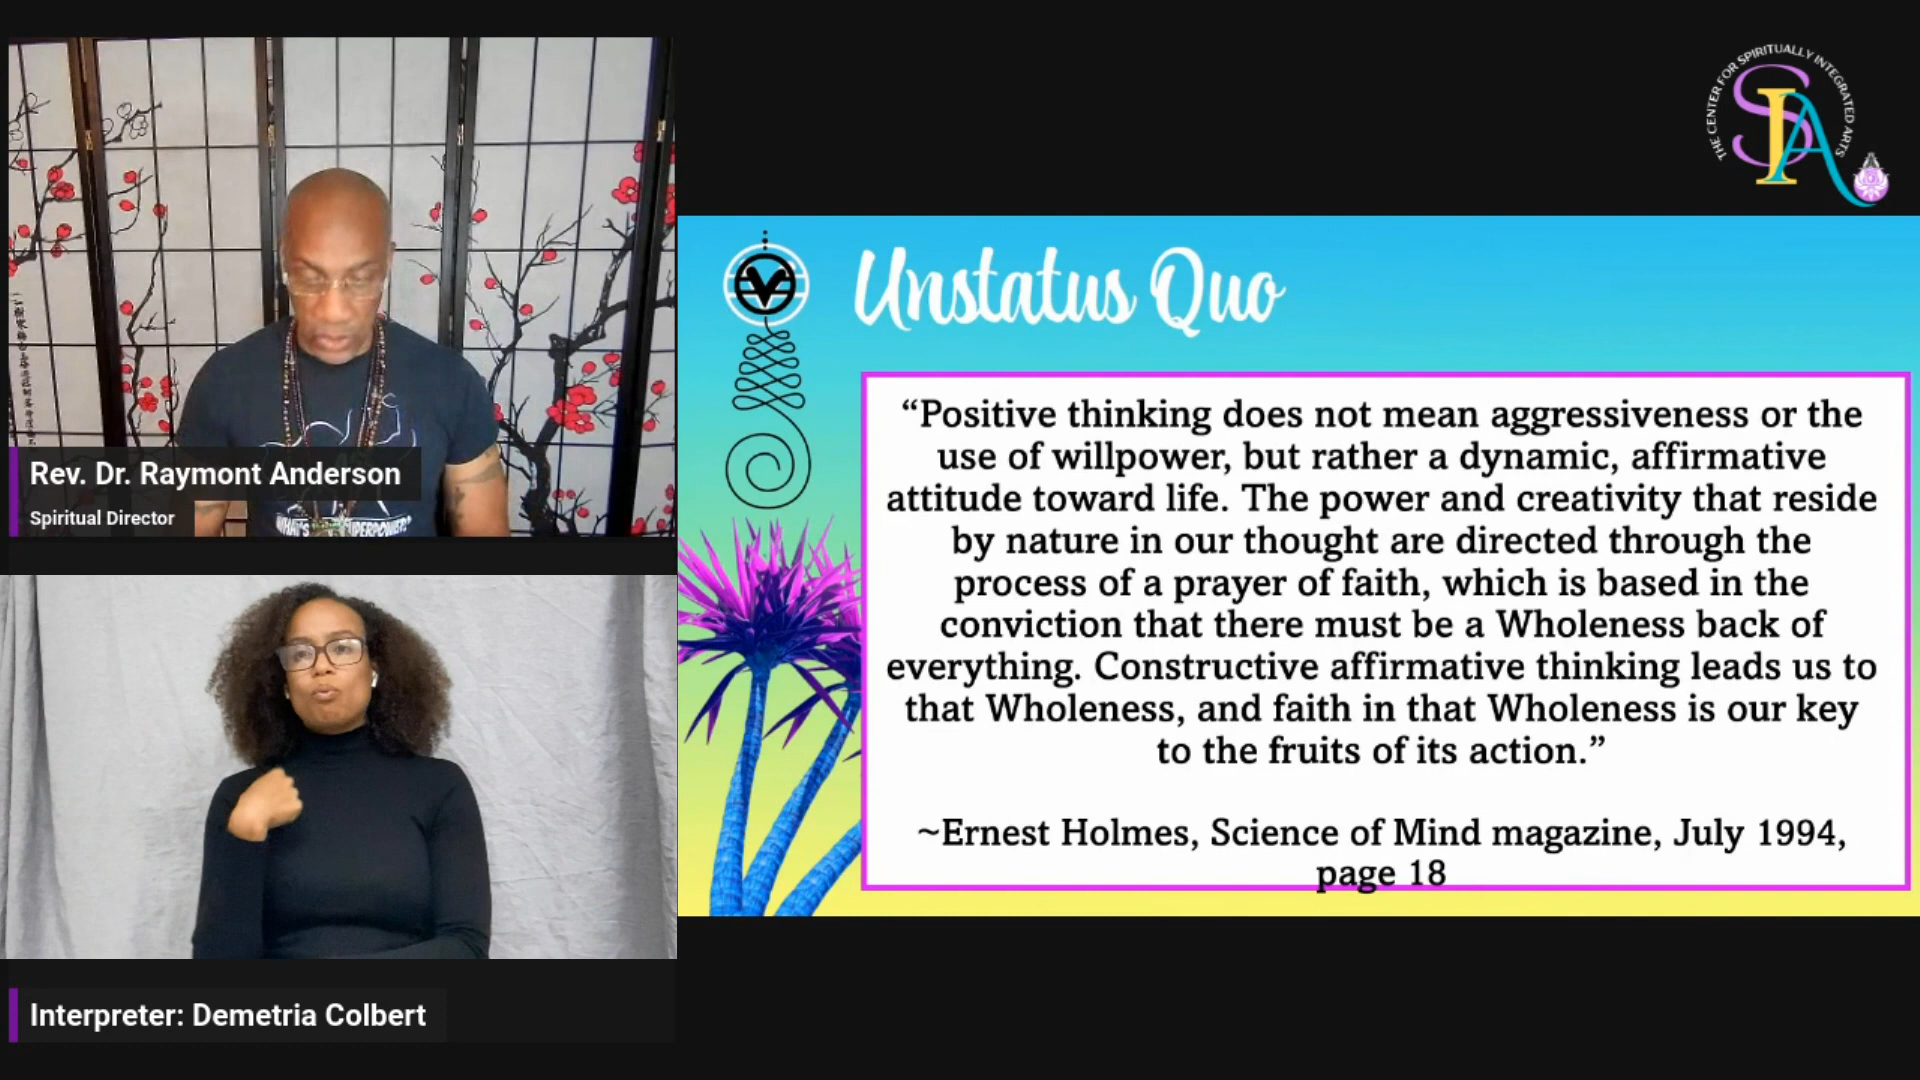 THE CENTER FOR SPIRITUALLY INTEGRATED ARTS
SIA
Unstatus Quo
“Positive thinking does not mean aggressiveness or the
use of willpower, but rather a dynamic, affirmative
attitude toward life. The power and creativity that reside
by nature in our thought are directed through the
process of a prayer of faith, which is based in the
conviction that there must be a Wholeness back of
everything. Constructive affirmative thinking leads us to
that Wholeness, and faith in that Wholeness is our key
to the fruits of its action.”
~Ernest Holmes, Science of Mind magazine, July 1994,
page 18
Rev. Dr. Raymont Anderson
Spiritual Director
WHAT'S SUPERPOWER?
Interpreter: Demetria Colbert